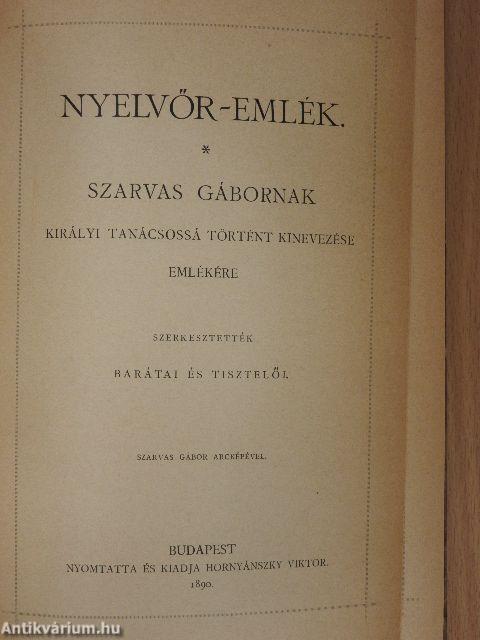 NYELVŐR-EMLÉK.
*
SZARVAS GÁBORNAK
KIRÁLYI TANÁCSOSSÁ TÖRTÉNT KINEVEZÉSE
EMLÉKÉRE
SZERKESZTETTÉK
BARÁTAI ÉS TISZTELŐI.
SZARVAS GÁBOR ARCKÉPÉVEL.
BUDAPEST
NYOMTATTA ÉS KIADJA HORNYÁNSZKY VIKTOR.
1890.
Antikvárium.hu